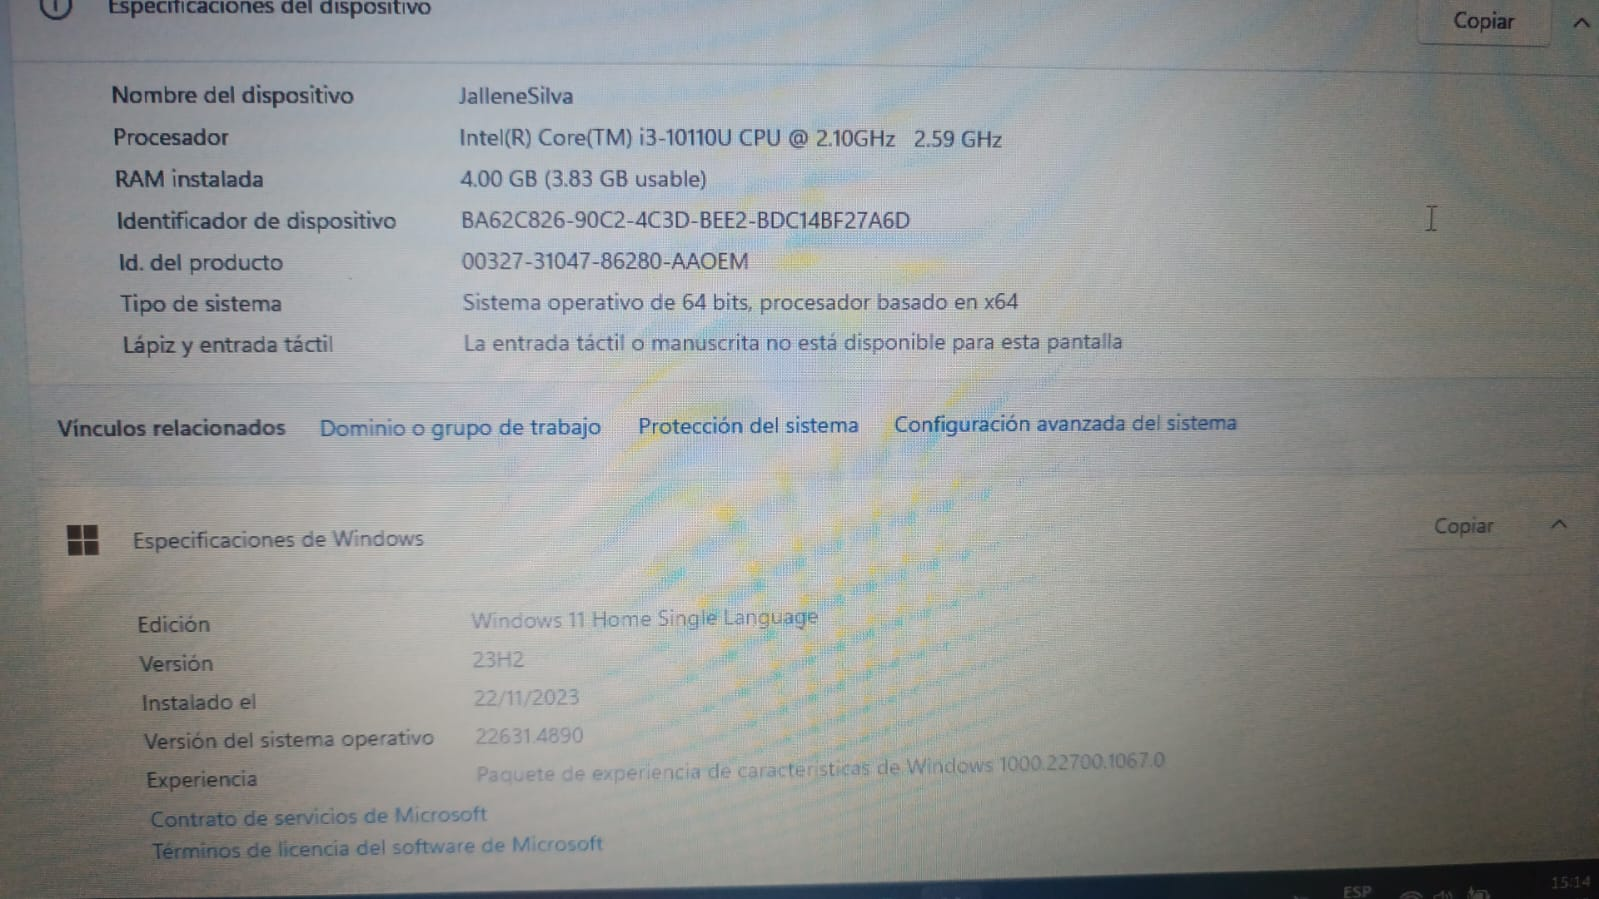 Especificaciones del dispositivo
Copiar
Nombre del dispositivo JalleneSilva
Procesador Intel(R) Core(TM) i3-10110U CPU @ 2.10GHz 2.59 GHz
RAM instalada 4.00 GB (3.83 GB usable)
Identificador de dispositivo BA62C826-90C2-4C3D-BEE2-BDC14BF27A6D
Id. del producto 00327-31047-86280-AAOEM
Tipo de sistema Sistema operativo de 64 bits, procesador basado en x64
Lápiz y entrada táctil La entrada táctil o manuscrita no está disponible para esta pantalla
Vínculos relacionados Dominio o grupo de trabajo Protección del sistema Configuración avanzada del sistema
Especificaciones de Windows
Copiar
Edición Windows 11 Home Single Language
Versión 23H2
Instalado el 22/11/2023
Versión del sistema operativo 22631.4890
Experiencia Paquete de experiencia de características de Windows 1000.22700.1067.0
Contrato de servicios de Microsoft
Términos de licencia del software de Microsoft
ESP 15:14